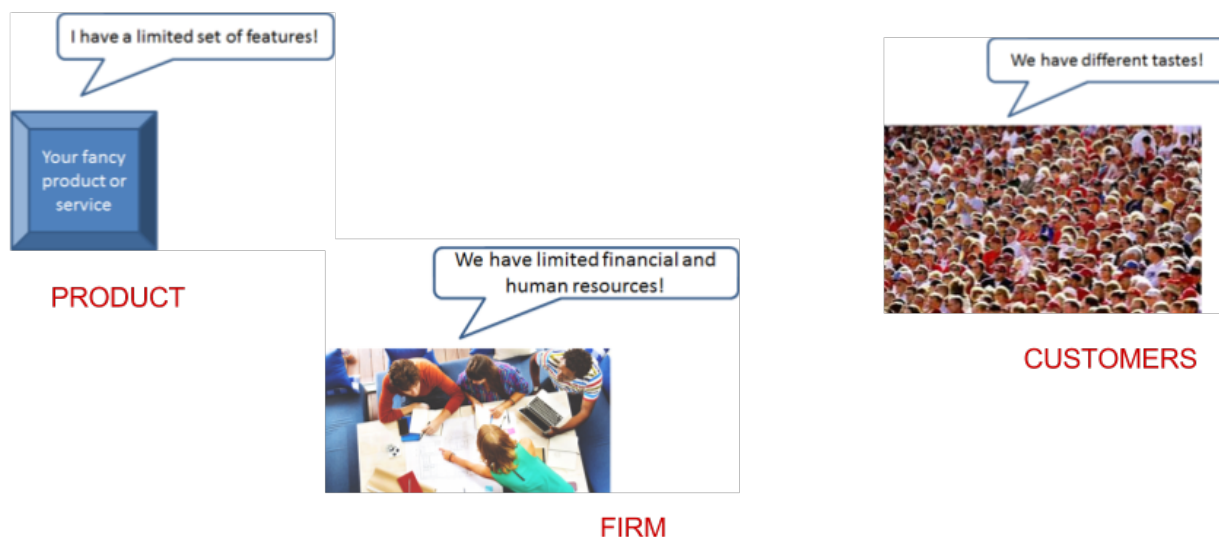 I have a limited set of features!
Your fancy
product or
service
PRODUCT
We have limited financial and
human resources!
FIRM
We have different tastes!
CUSTOMERS